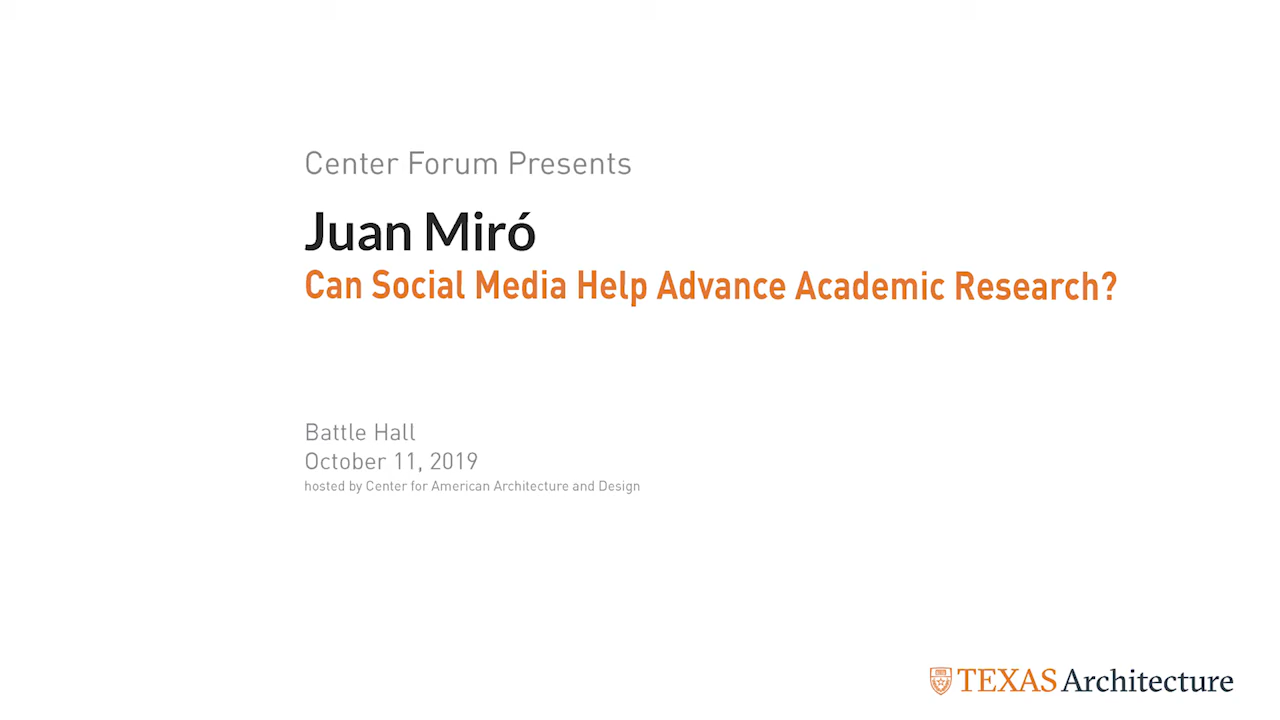 Center Forum Presents
Juan Miró
Can Social Media Help Advance Academic Research?
Battle Hall
October 11, 2019
hosted by Center for American Architecture and Design
TEXAS Architecture